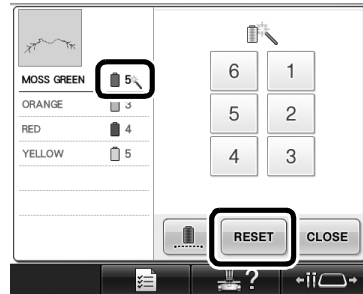 MOSS GREEN 5
ORANGE 3
RED 4
YELLOW 5
6 1
5 2
4 3
RESET CLOSE
?